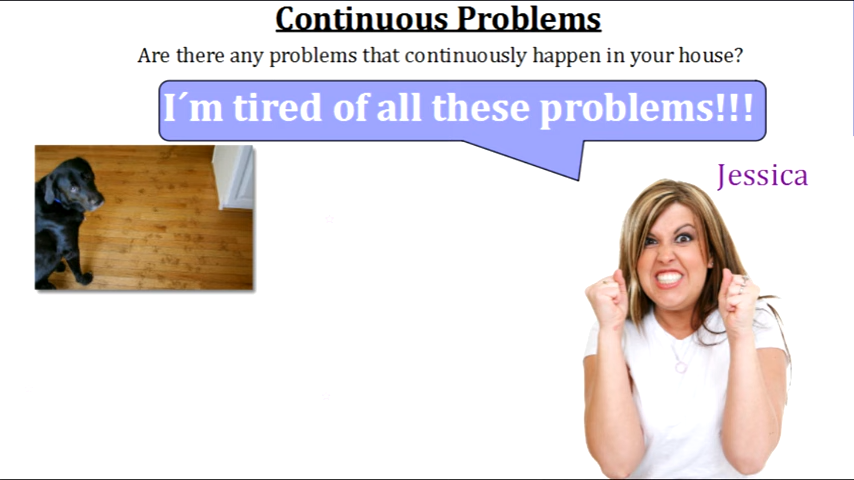 Continuous Problems
Are there any problems that continuously happen in your house?
I´m tired of all these problems!!!
Jessica